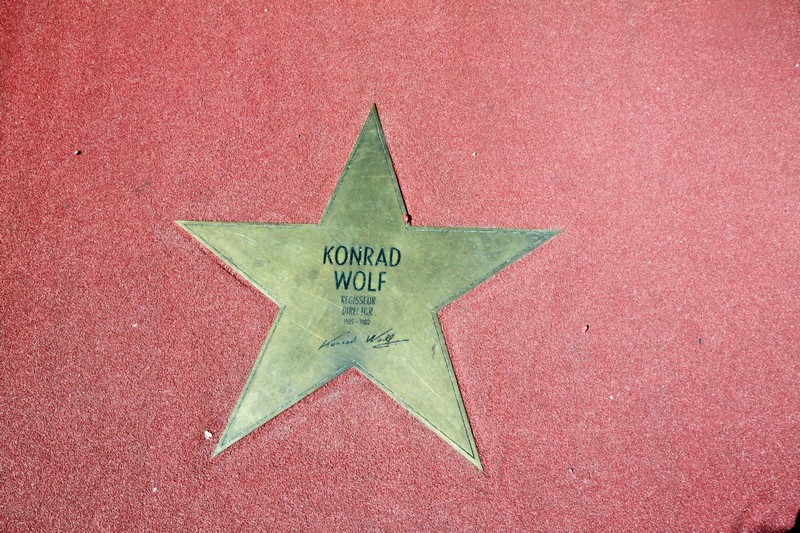 KONRAD
WOLF
REGISSEUR
DIRECTOR
1925–1982
Konrad Wolf